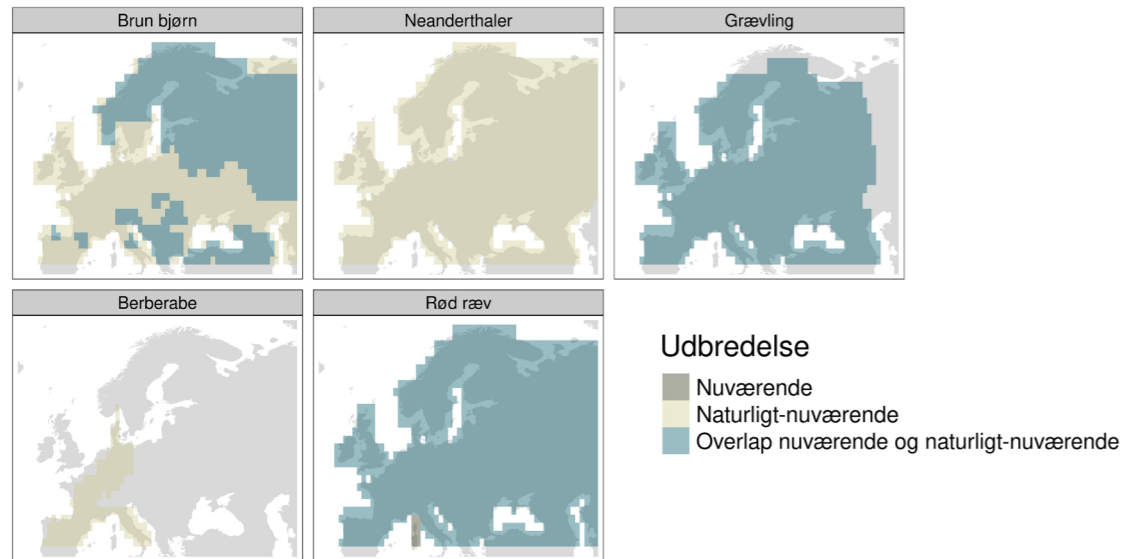 Brun bjørn
Neanderthaler
Grævling
Berberabe
Rød ræv
Udbredelse
Nuværende
Naturligt-nuværende
Overlap nuværende og naturligt-nuværende